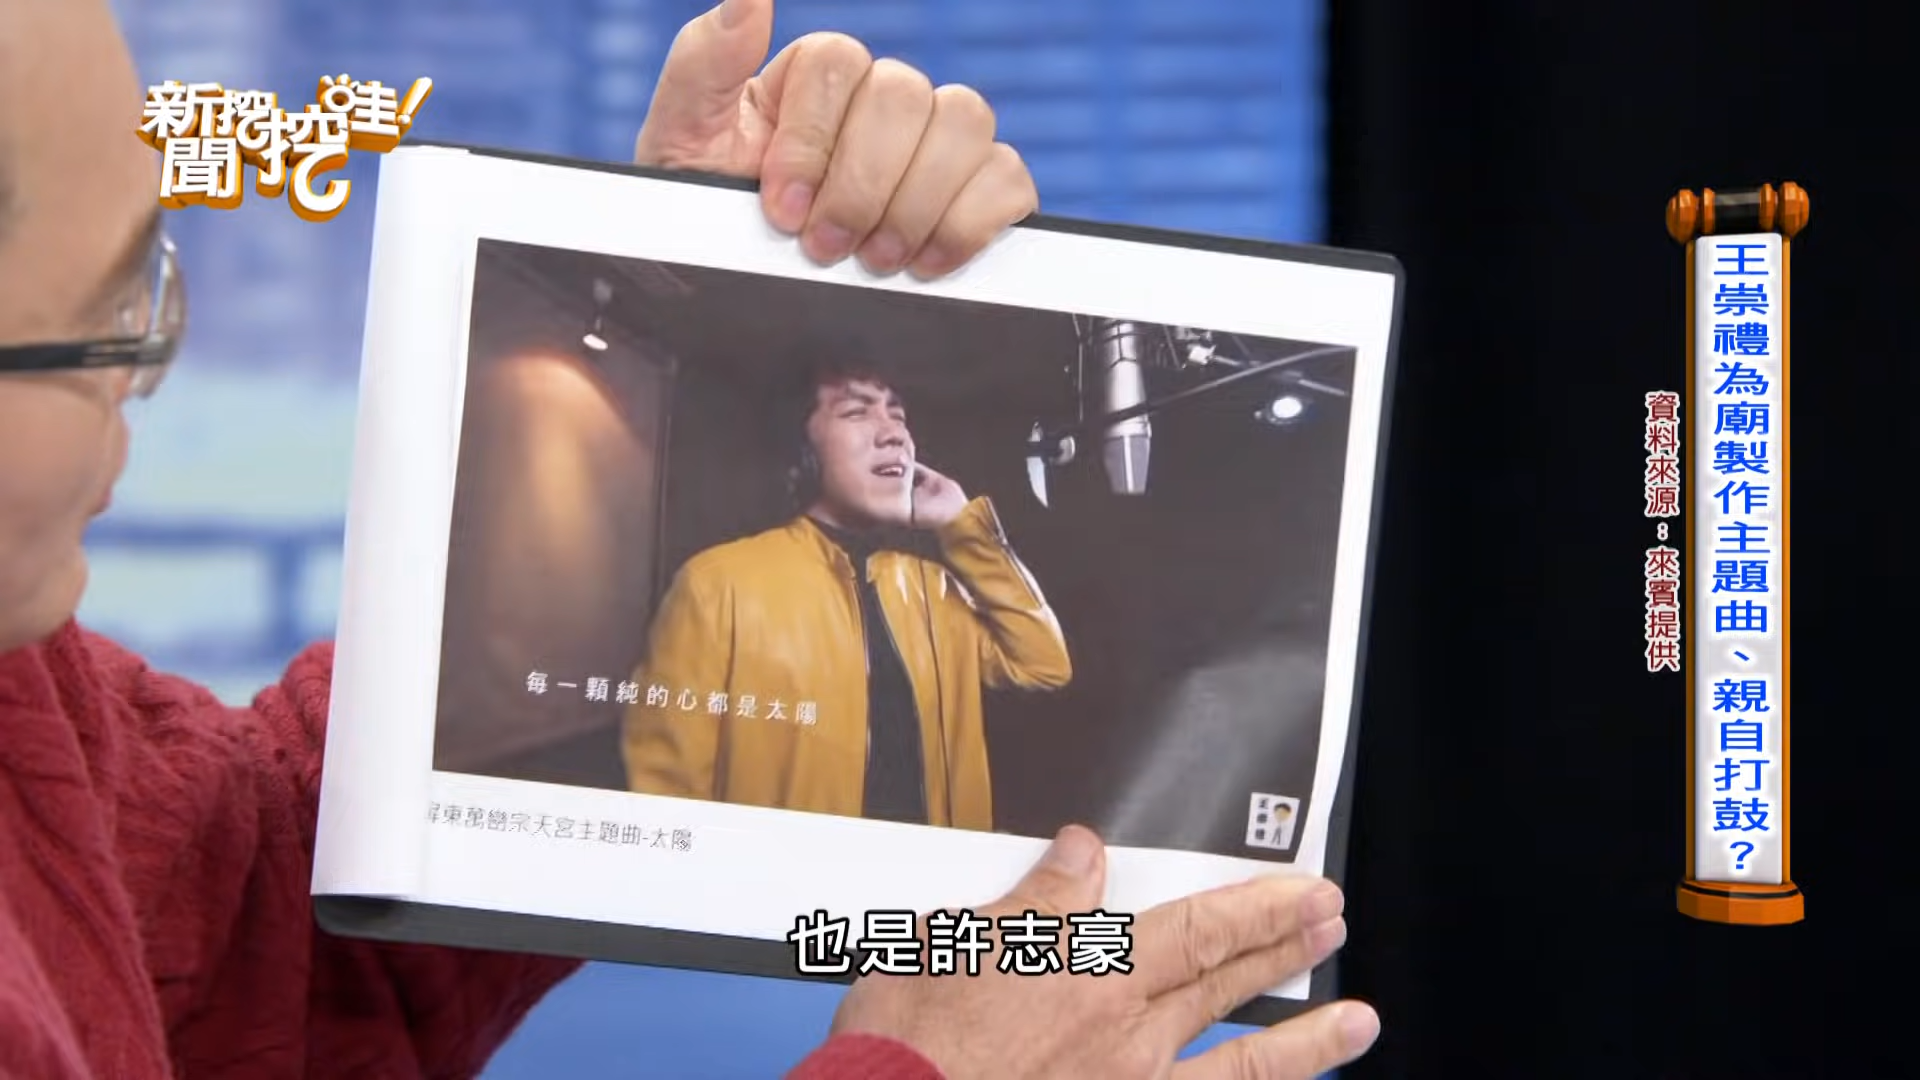 新聞挖挖哇!
王崇禮為廟製作主題曲、親自打鼓?
資料來源:來賓提供
每一顆純的心都是太陽
屏東萬巒宗天宮主題曲-太陽
也是許志豪